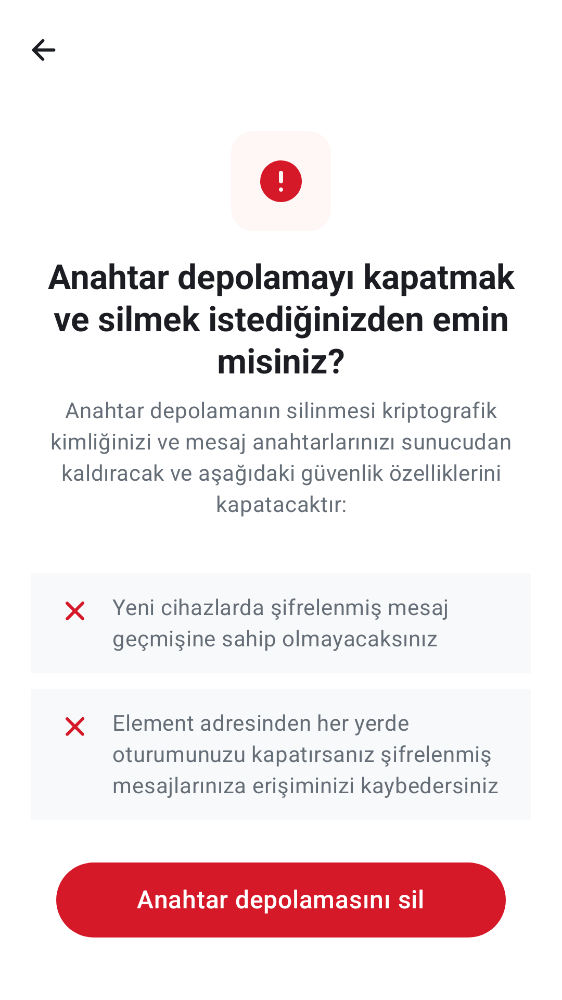 Anahtar depolamayı kapatmak
ve silmek istediğinizden emin
misiniz?
Anahtar depolamanın silinmesi kriptografik
kimliğinizi ve mesaj anahtarlarınızı sunucudan
kaldıracak ve aşağıdaki güvenlik özelliklerini
kapatacaktır:
Yeni cihazlarda şifrelenmiş mesaj
geçmişine sahip olmayacaksınız
Element adresinden her yerde
oturumunuzu kapatırsanız şifrelenmiş
mesajlarınıza erişiminizi kaybedersiniz
Anahtar depolamasını sil